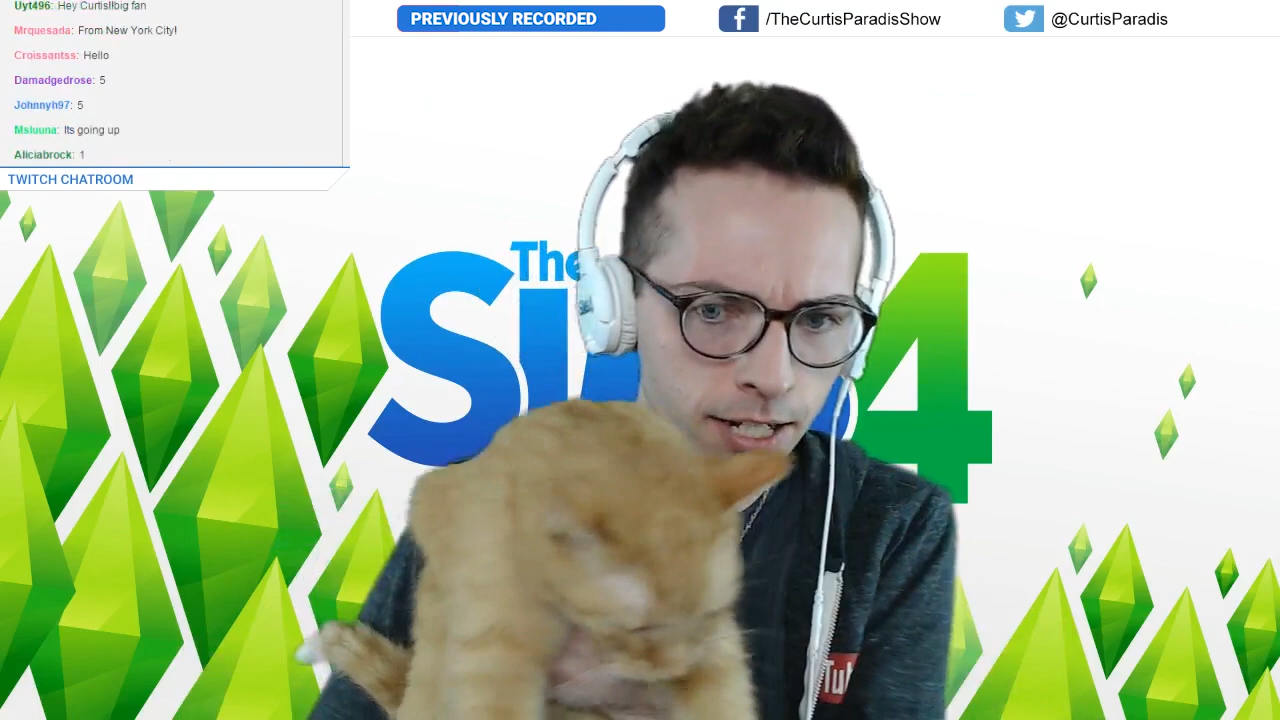 Uyt496: Hey Curtis!!big fan
Mrquesada: From New York City!
Croissantss: Hello
Damadgedrose: 5
Johnnyh97: 5
Msluuna: Its going up
Aliciabrock: 1
TWITCH CHATROOM
PREVIOUSLY RECORDED
/TheCurtisParadisShow
@CurtisParadis
The
4
Tub